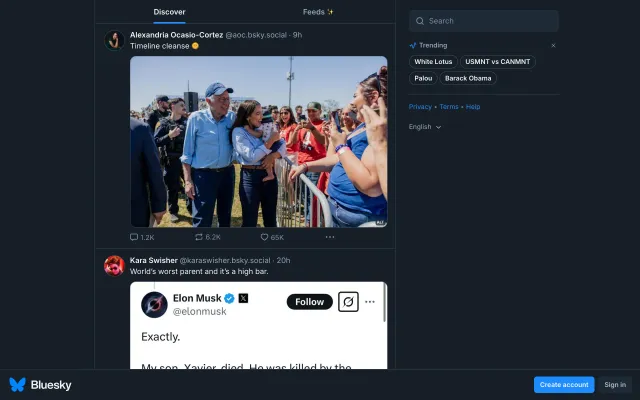 Discover
Feeds ✨
Alexandria Ocasio-Cortez @aoc.bsky.social · 9h
Timeline cleanse 🌞
1.2K
6.2K
65K
Kara Swisher @karaswisher.bsky.social · 20h
World's worst parent and it's a high bar.
Elon Musk
@elonmusk
Follow
Exactly.
My son, Xavier, died. He was killed by the
Search
Trending
White Lotus
USMNT vs CANMNT
Palou
Barack Obama
Privacy • Terms • Help
English
Bluesky
Create account
Sign in